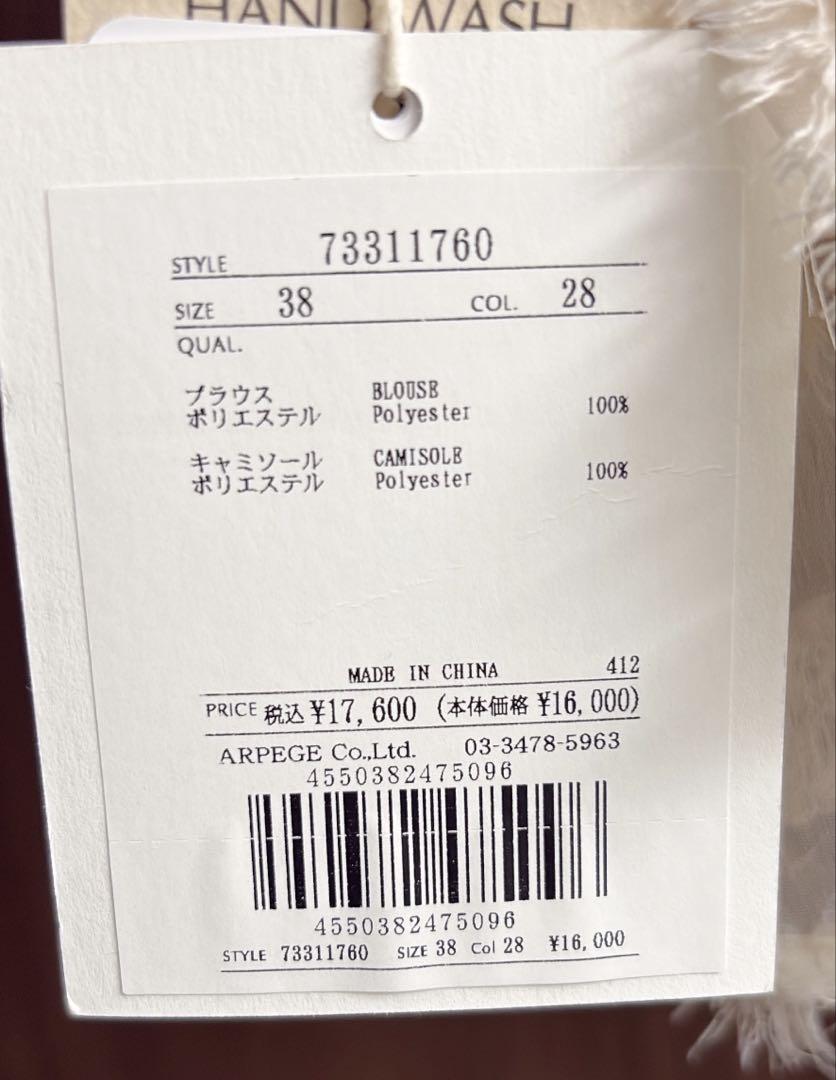 HAND WASH
STYLE 73311760
SIZE 38 COL. 28
QUAL.
ブラウス BLOUSE
ポリエステル Polyester 100%
キャミソール CAMISOLE
ポリエステル Polyester 100%
MADE IN CHINA 412
PRICE 税込 ¥17,600 (本体価格 ¥16,000)
ARPEGE Co.,Ltd. 03-3478-5963
4550382475096
4550382475096
STYLE 73311760 SIZE 38 Col 28 ¥16,000